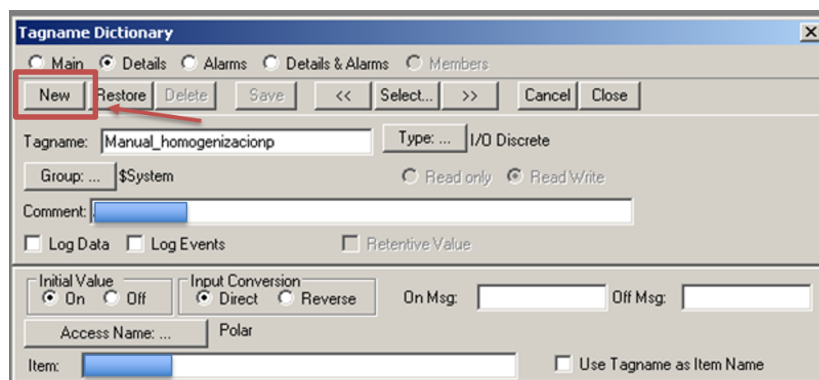 Tagname Dictionary
Main Details Alarms Details & Alarms Members
New Restore Delete Save << Select... >> Cancel Close
Tagname: Manual_homogenizacionp Type: ... I/O Discrete
Group: ... $System Read only Read Write
Comment:
Log Data Log Events Retentive Value
Initial Value Input Conversion
On Off Direct Reverse On Msg: Off Msg:
Access Name: ... Polar
Item: Use Tagname as Item Name